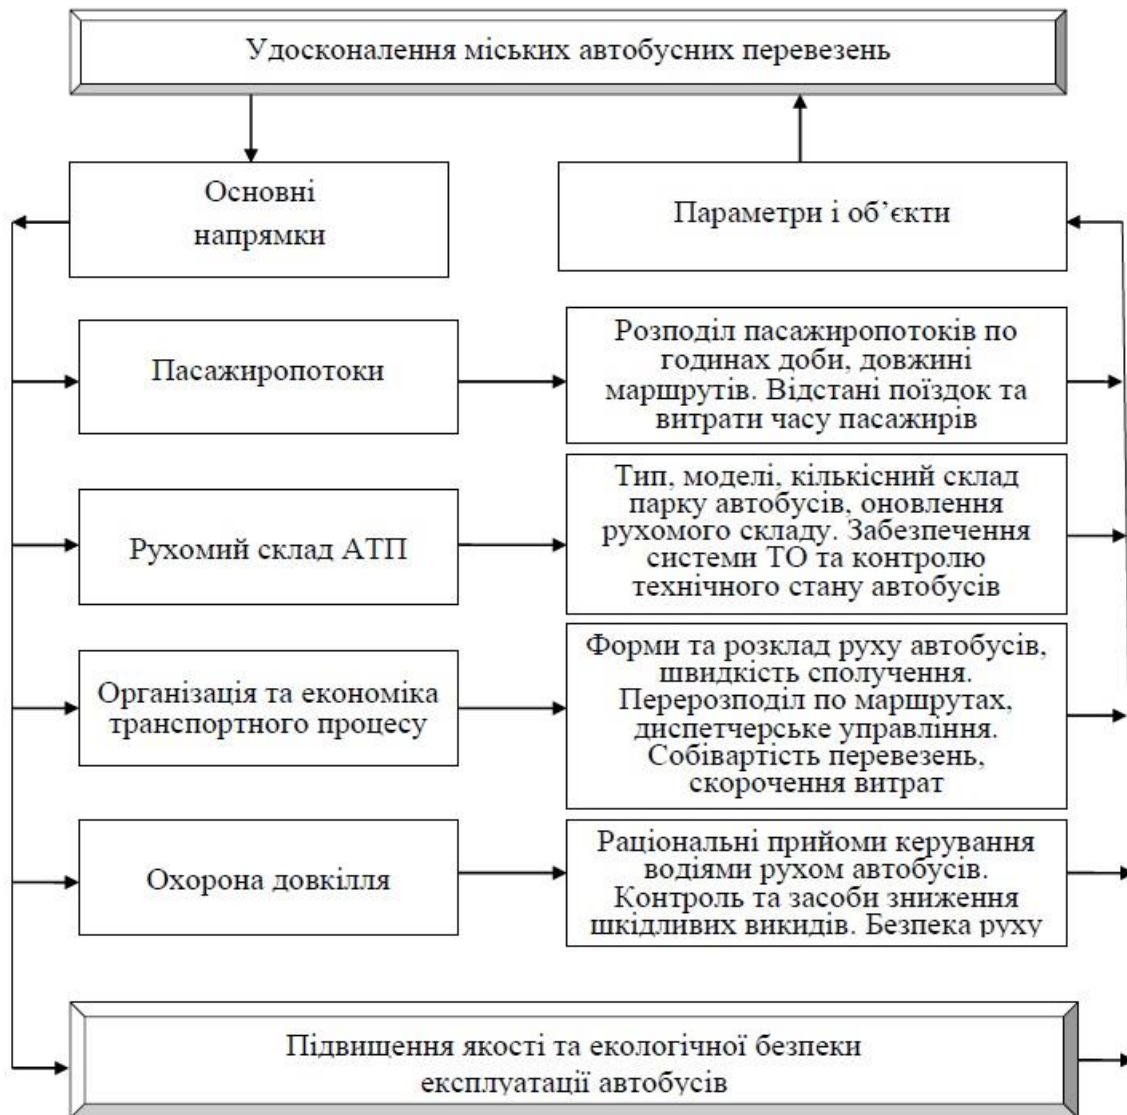 Удосконалення міських автобусних перевезень
Основні
напрямки
Параметри і об’єкти
Пасажиропотоки
Розподіл пасажиропотоків по
годинах доби, довжині
маршрутів. Відстані поїздок та
витрати часу пасажирів
Рухомий склад АТП
Тип, моделі, кількісний склад
парку автобусів, оновлення
рухомого складу. Забезпечення
системи ТО та контролю
технічного стану автобусів
Організація та економіка
транспортного процесу
Форми та розклад руху автобусів,
швидкість сполучення.
Перерозподіл по маршрутах,
диспетчерське управління.
Собівартість перевезень,
скорочення витрат
Охорона довкілля
Раціональні прийоми керування
водіями рухом автобусів.
Контроль та засоби зниження
шкідливих викидів. Безпека руху
Підвищення якості та екологічної безпеки
експлуатації автобусів